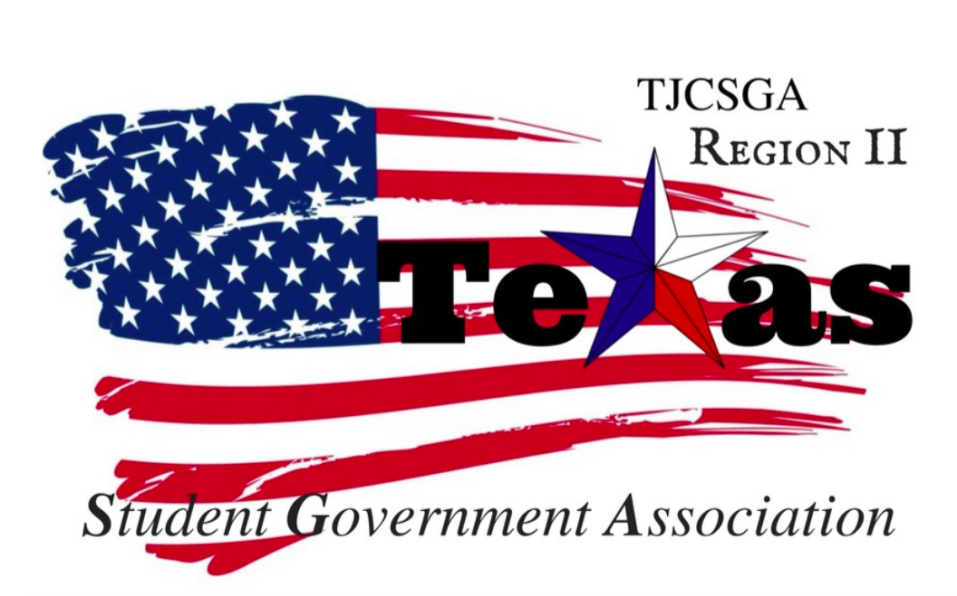 TJCSGA
Region II
Texas
Student Government Association